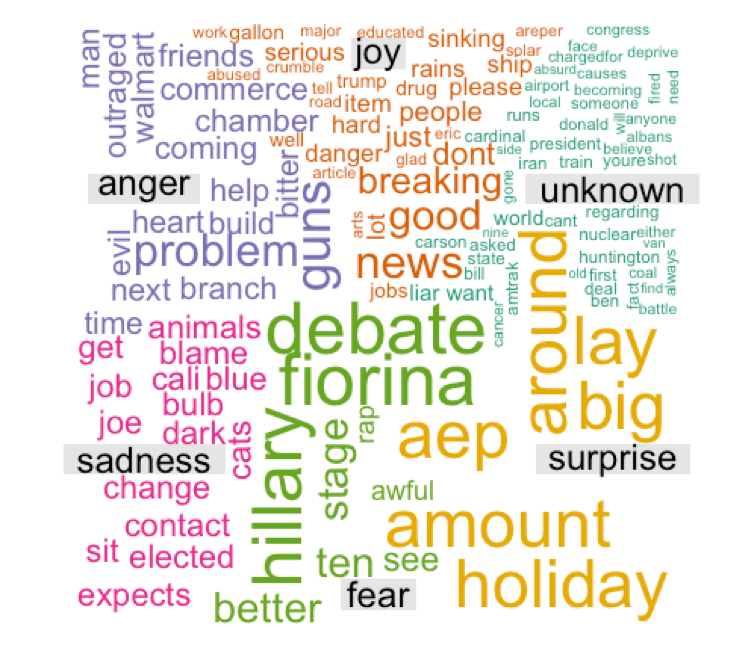 work gallon major educated sinking areper congress
man outraged walmart friends serious joy splar face
abused crumble rains ship chargedfor deprive
commerce tell trump drug please absurd causes fired need
road item airport becoming
chamber hard people runs local someone will anyone
well just eric cardinal donald albans
coming danger glad dont side president believe
bitter article iran train youre shot
anger help guns breaking gone unknown
heart build arts lot good world cant regarding
evil problem carson nine nuclear either
news asked van
state huntington
next branch jobs liar want bill amtrak old first coal always
deal fact find
time animals debate cancer around ben battle
get blame fiorina lay
job cali blue big
bulb
joe dark cats hillary stage rap aep
sadness surprise
change awful
contact amount
sit elected ten see holiday
expects better fear